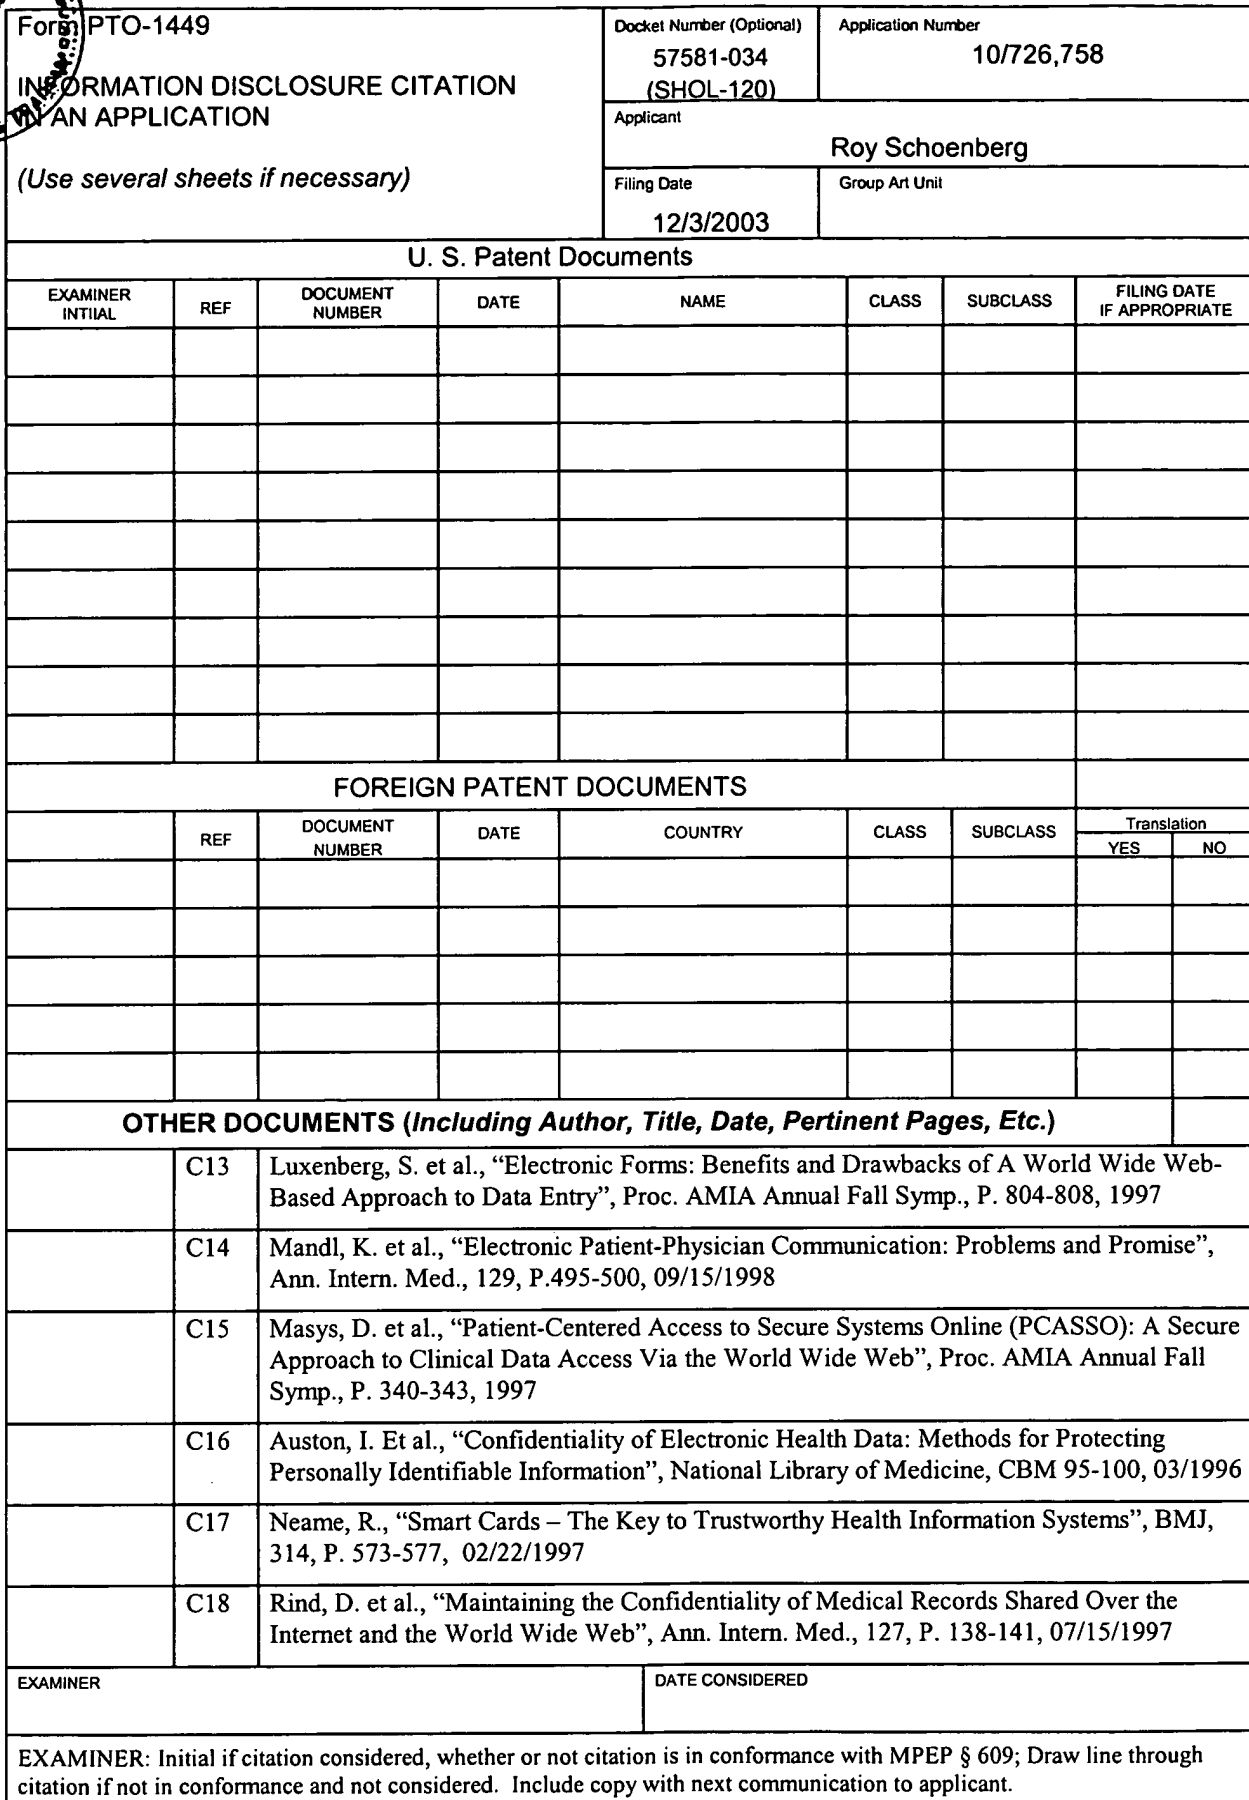 Form PTO-1449
INFORMATION DISCLOSURE CITATION
IN AN APPLICATION
(Use several sheets if necessary)
Docket Number (Optional)
57581-034
(SHOL-120)
Application Number
10/726,758
Applicant
Roy Schoenberg
Filing Date
12/3/2003
Group Art Unit
U. S. Patent Documents
EXAMINER INTIIAL REF DOCUMENT NUMBER DATE NAME CLASS SUBCLASS FILING DATE IF APPROPRIATE
FOREIGN PATENT DOCUMENTS
REF DOCUMENT NUMBER DATE COUNTRY CLASS SUBCLASS Translation
YES NO
OTHER DOCUMENTS (Including Author, Title, Date, Pertinent Pages, Etc.)
C13 Luxenberg, S. et al., “Electronic Forms: Benefits and Drawbacks of A World Wide Web-
Based Approach to Data Entry”, Proc. AMIA Annual Fall Symp., P. 804-808, 1997
C14 Mandl, K. et al., “Electronic Patient-Physician Communication: Problems and Promise”,
Ann. Intern. Med., 129, P.495-500, 09/15/1998
C15 Masys, D. et al., “Patient-Centered Access to Secure Systems Online (PCASSO): A Secure
Approach to Clinical Data Access Via the World Wide Web”, Proc. AMIA Annual Fall
Symp., P. 340-343, 1997
C16 Auston, I. Et al., “Confidentiality of Electronic Health Data: Methods for Protecting
Personally Identifiable Information”, National Library of Medicine, CBM 95-100, 03/1996
C17 Neame, R., “Smart Cards – The Key to Trustworthy Health Information Systems”, BMJ,
314, P. 573-577, 02/22/1997
C18 Rind, D. et al., “Maintaining the Confidentiality of Medical Records Shared Over the
Internet and the World Wide Web”, Ann. Intern. Med., 127, P. 138-141, 07/15/1997
EXAMINER
DATE CONSIDERED
EXAMINER: Initial if citation considered, whether or not citation is in conformance with MPEP § 609; Draw line through
citation if not in conformance and not considered. Include copy with next communication to applicant.